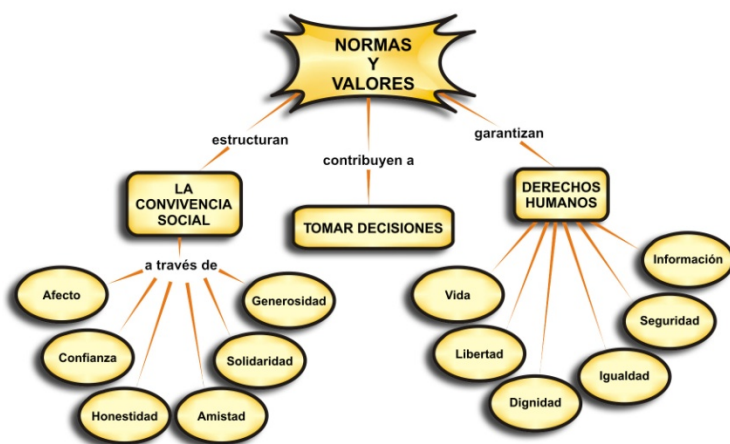 NORMAS
Y
VALORES
estructuran
contribuyen a
garantizan
LA
CONVIVENCIA
SOCIAL
TOMAR DECISIONES
DERECHOS
HUMANOS
a través de
Afecto
Confianza
Honestidad
Amistad
Solidaridad
Generosidad
Vida
Libertad
Dignidad
Igualdad
Seguridad
Información